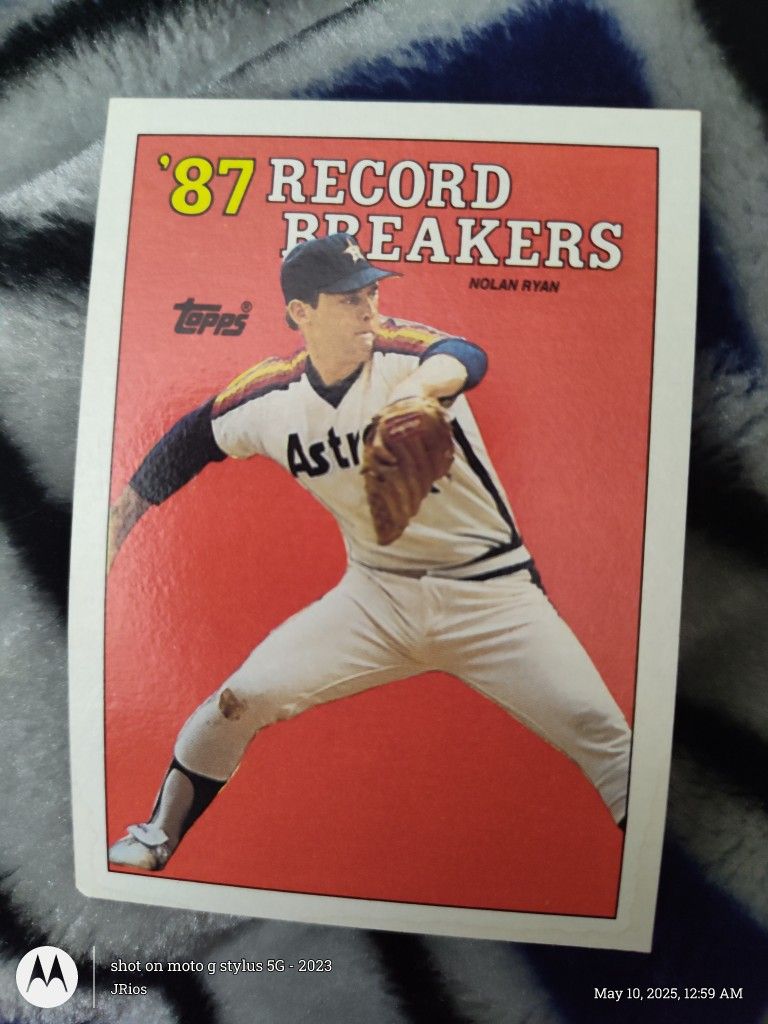 '87 RECORD
BREAKERS
NOLAN RYAN
topps®
Astr
shot on moto g stylus 5G - 2023
JRios
May 10, 2025, 12:59 AM